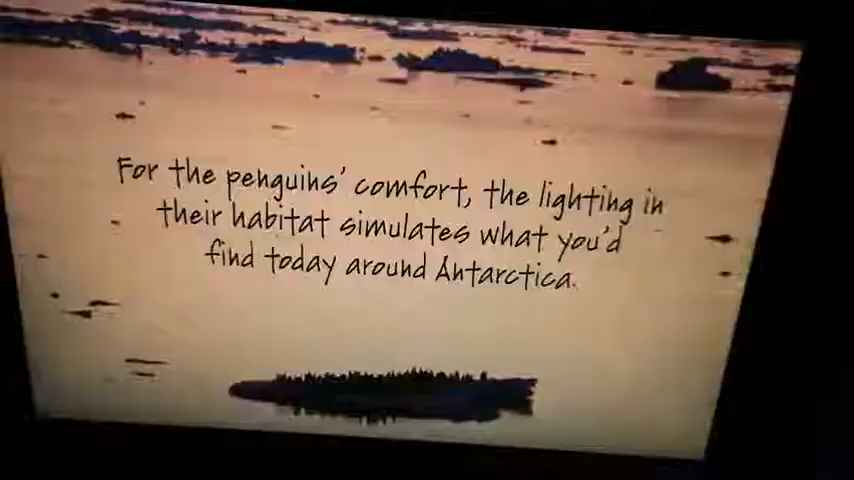 For the penguins' comfort, the lighting in
their habitat simulates what you'd
find today around Antarctica.